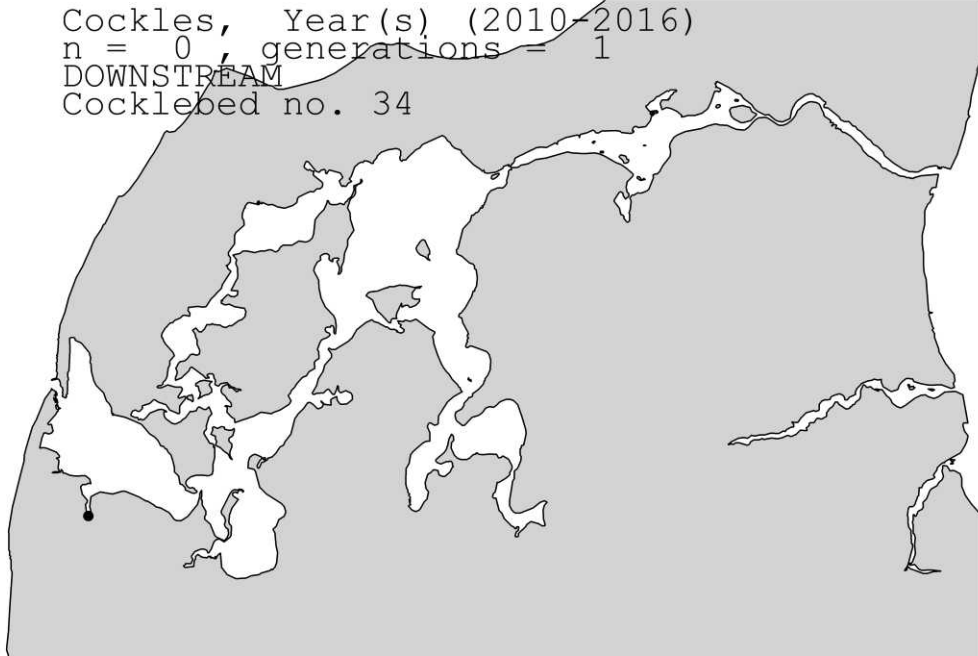 Cockles, Year(s) (2010-2016)
n = 0 , generations = 1
DOWNSTREAM
Cocklebed no. 34